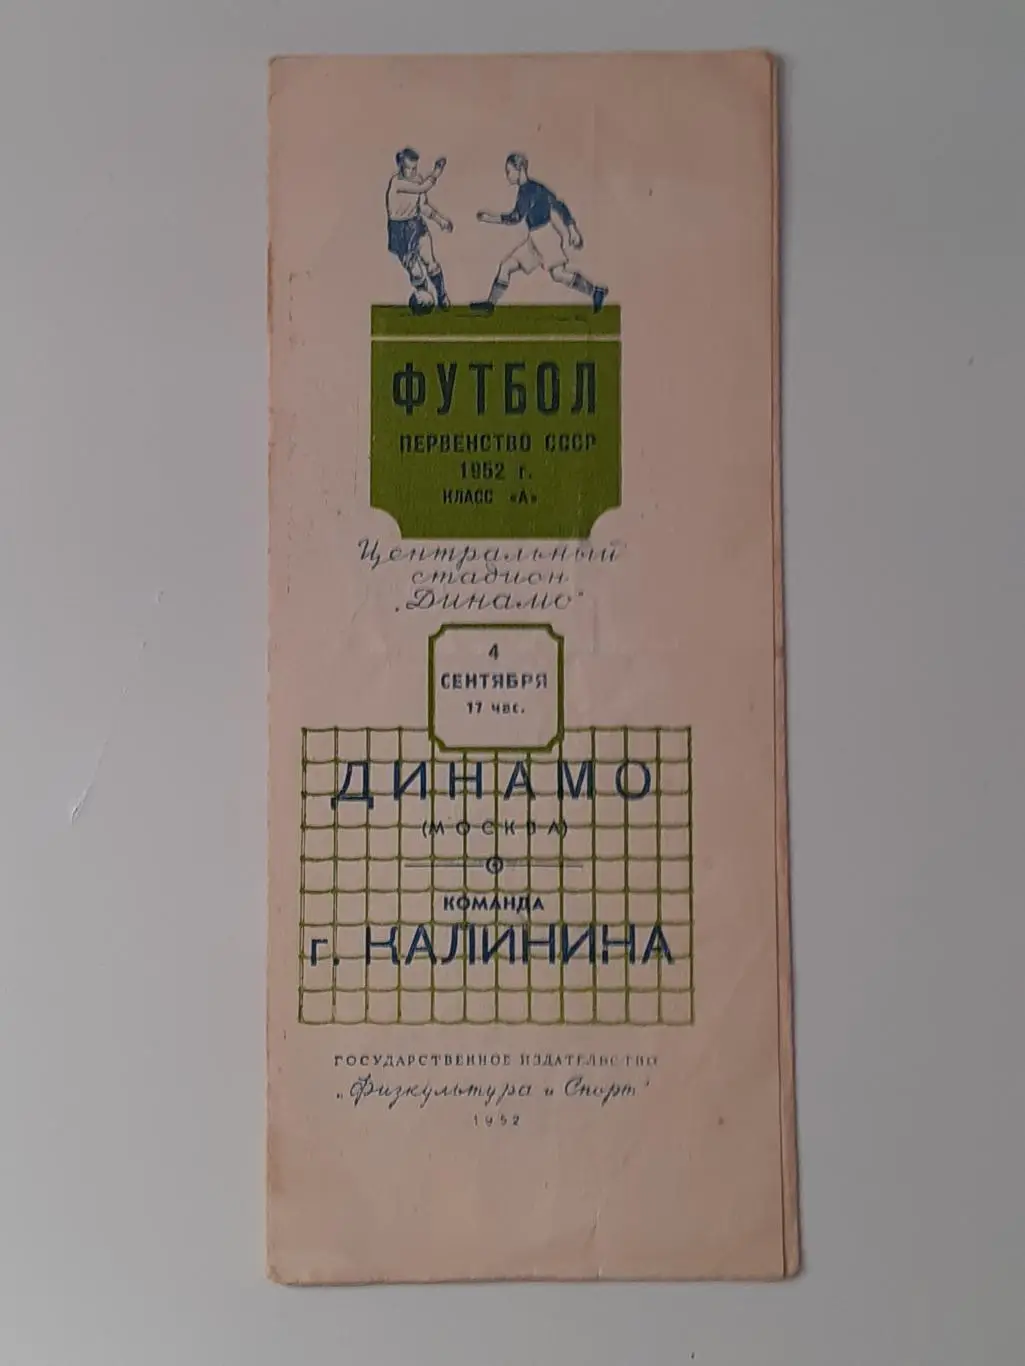 ФУТБОЛ
ПЕРВЕНСТВО СССР
1952 г.
КЛАСС «А»
Центральный
стадион
„Динамо"
4
СЕНТЯБРЯ
17 час.
ДИНАМО
(МОСКВА)
КОМАНДА
г. КАЛИНИНА
ГОСУДАРСТВЕННОЕ ИЗДАТЕЛЬСТВО
„Физкультура и Спорт"
1952